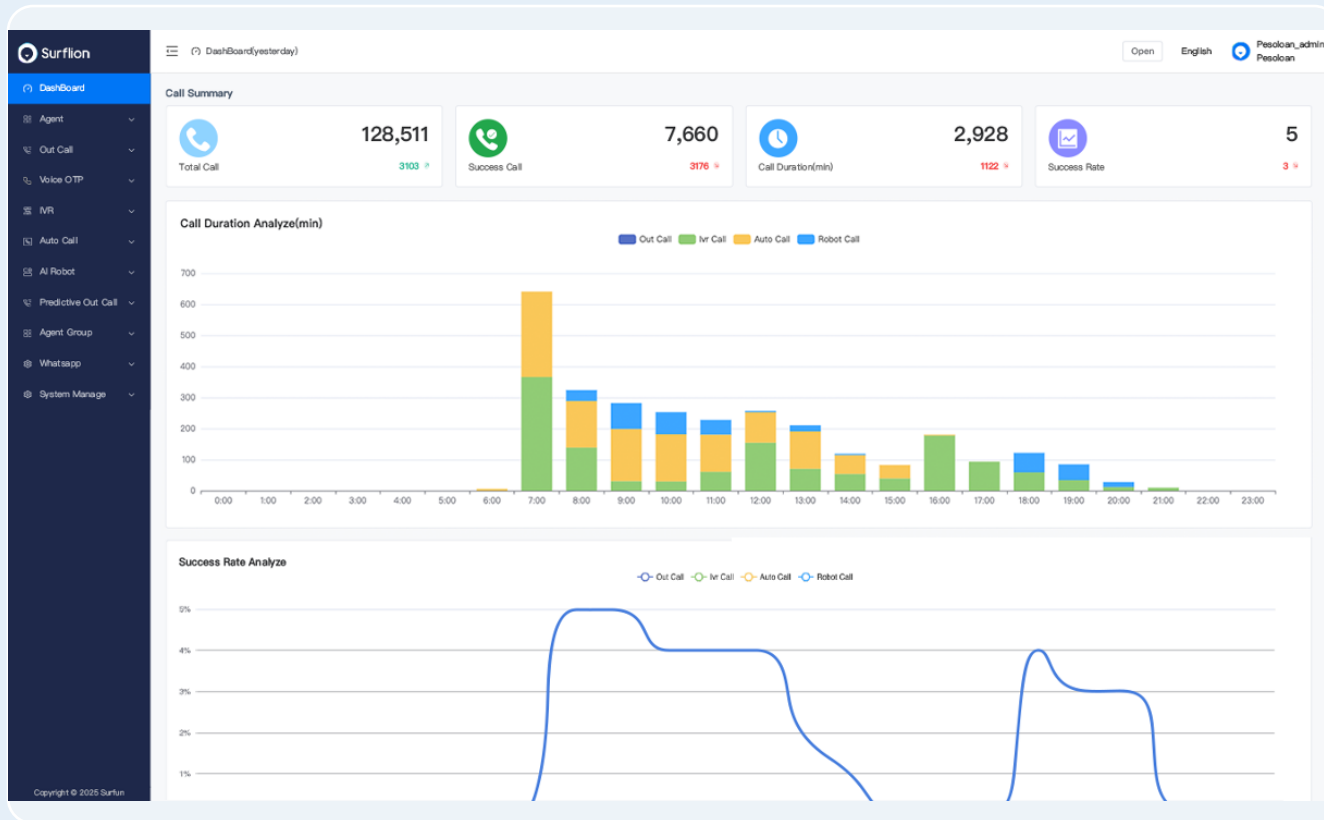 Surflion
DashBoard(yesterday)
Open
English
Pesoloan_admin
Pesoloan
DashBoard
Agent
Out Call
Voice OTP
IVR
Auto Call
AI Robot
Predictive Out Call
Agent Group
Whatsapp
System Manage
Copyright © 2025 Surfun
Call Summary
128,511
Total Call
3103
7,660
Success Call
3176
2,928
Call Duration(min)
1122
5
Success Rate
3
Call Duration Analyze(min)
Out Call Ivr Call Auto Call Robot Call
700
600
500
400
300
200
100
0
0:00 1:00 2:00 3:00 4:00 5:00 6:00 7:00 8:00 9:00 10:00 11:00 12:00 13:00 14:00 15:00 16:00 17:00 18:00 19:00 20:00 21:00 22:00 23:00
Success Rate Analyze
Out Call Ivr Call Auto Call Robot Call
5%
4%
3%
2%
1%